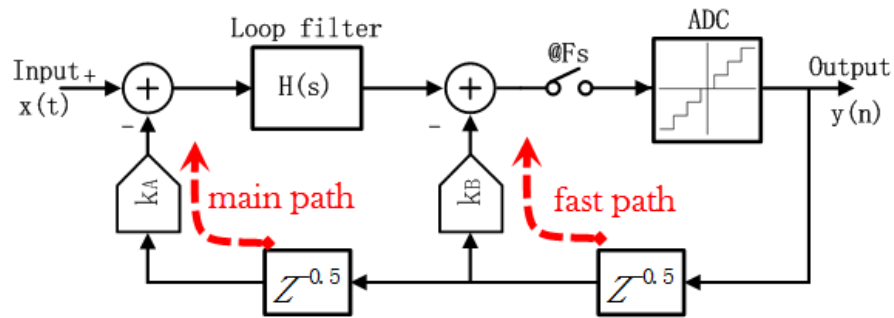 Loop filter
ADC
@Fs
Input+
x(t)
+
H(s)
+
Output
y(n)
-
-
kA
main path
kB
fast path
Z-0.5
Z-0.5